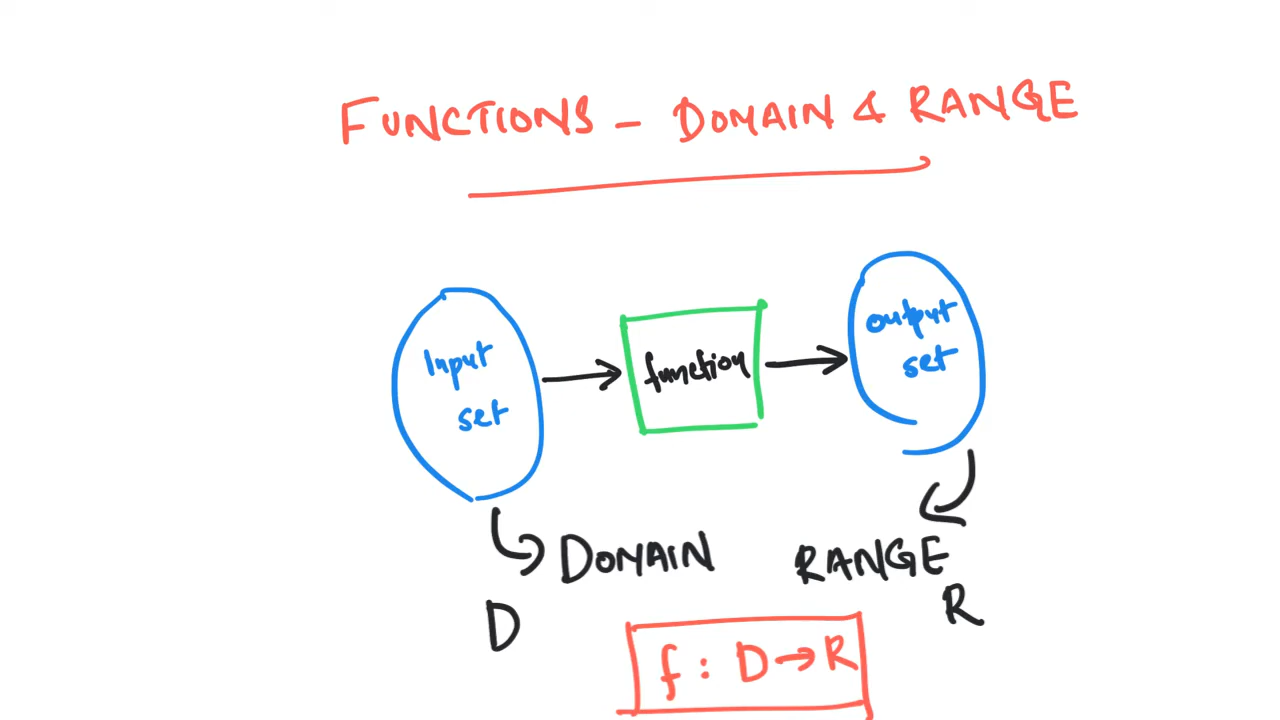 FUNCTIONS - DOMAIN & RANGE
Input
set
function
output
set
DOMAIN
D
RANGE
R
f : D → R